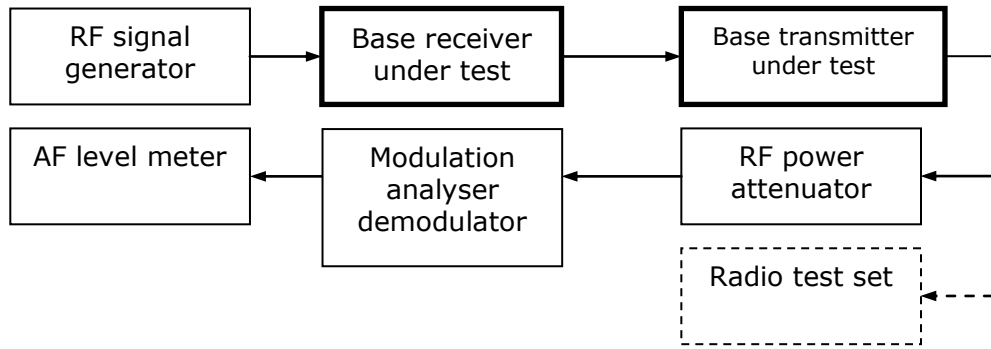 RF signal
generator
Base receiver
under test
Base transmitter
under test
AF level meter
Modulation
analyser
demodulator
RF power
attenuator
Radio test set